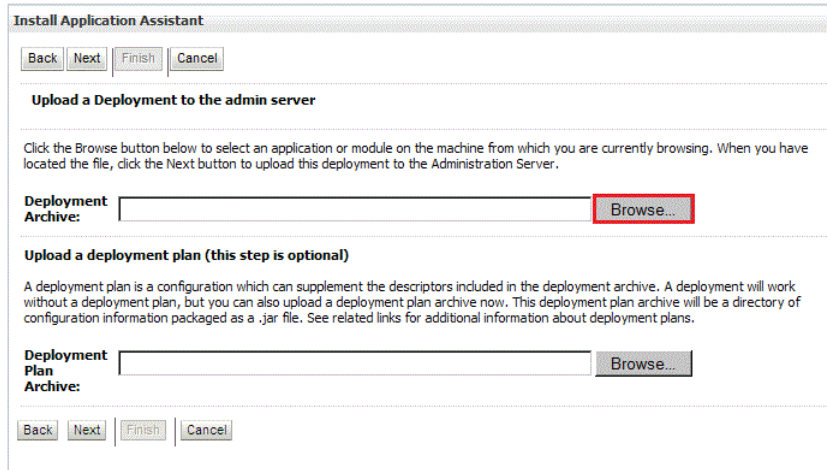 Install Application Assistant
Back Next Finish Cancel
Upload a Deployment to the admin server
Click the Browse button below to select an application or module on the machine from which you are currently browsing. When you have
located the file, click the Next button to upload this deployment to the Administration Server.
Deployment
Archive:
Browse...
Upload a deployment plan (this step is optional)
A deployment plan is a configuration which can supplement the descriptors included in the deployment archive. A deployment will work
without a deployment plan, but you can also upload a deployment plan archive now. This deployment plan archive will be a directory of
configuration information packaged as a .jar file. See related links for additional information about deployment plans.
Deployment
Plan
Archive:
Browse...
Back Next Finish Cancel